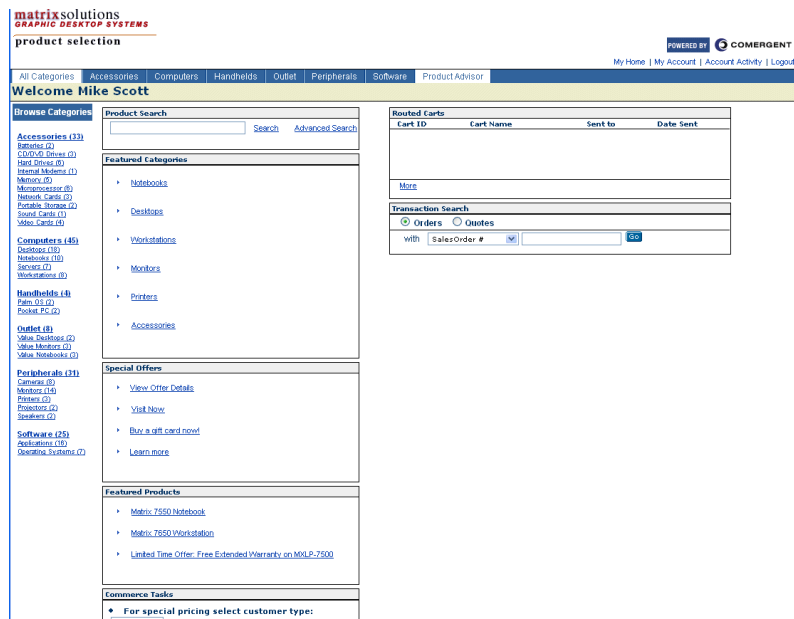 matrixsolutions
GRAPHIC DESKTOP SYSTEMS
product selection
POWERED BY COMERGENT
My Home | My Account | Account Activity | Logout
All Categories Accessories Computers Handhelds Outlet Peripherals Software Product Advisor
Welcome Mike Scott
Browse Categories
Accessories (33)
Batteries (2)
CD/DVD Drives (3)
Hard Drives (6)
Internal Modems (1)
Memory (5)
Microprocessor (6)
Network Cards (3)
Portable Storage (2)
Sound Cards (1)
Video Cards (4)
Computers (45)
Desktops (18)
Notebooks (10)
Servers (7)
Workstations (8)
Handhelds (4)
Palm OS (2)
Pocket PC (2)
Outlet (8)
Value Desktops (2)
Value Monitors (3)
Value Notebooks (3)
Peripherals (31)
Cameras (8)
Monitors (14)
Printers (3)
Projectors (2)
Speakers (2)
Software (25)
Applications (16)
Operating Systems (7)
Product Search
Search Advanced Search
Featured Categories
Notebooks
Desktops
Workstations
Monitors
Printers
Accessories
Special Offers
View Offer Details
Visit Now
Buy a gift card now!
Learn more
Featured Products
Matrix 7550 Notebook
Matrix 7650 Workstation
Limited Time Offer: Free Extended Warranty on MXLP-7500
Commerce Tasks
For special pricing select customer type:
Routed Carts
Cart ID Cart Name Sent to Date Sent
More
Transaction Search
Orders Quotes
with SalesOrder # Go